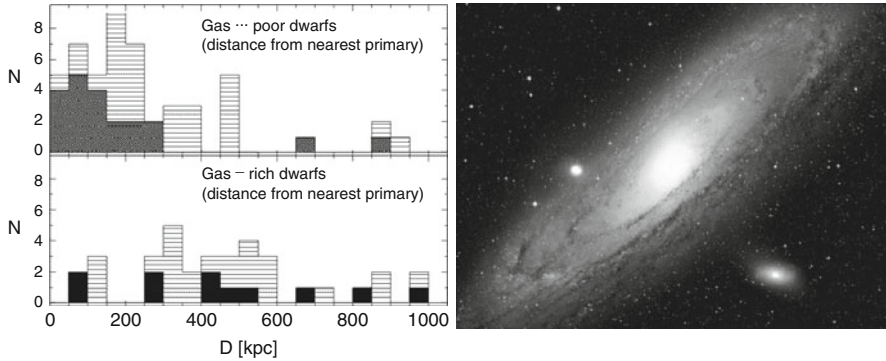 8
6
4
2
0
N
Gas ··· poor dwarfs
(distance from nearest primary)
8
6
4
2
0
N
Gas – rich dwarfs
(distance from nearest primary)
0 200 400 600 800 1000
D [kpc]